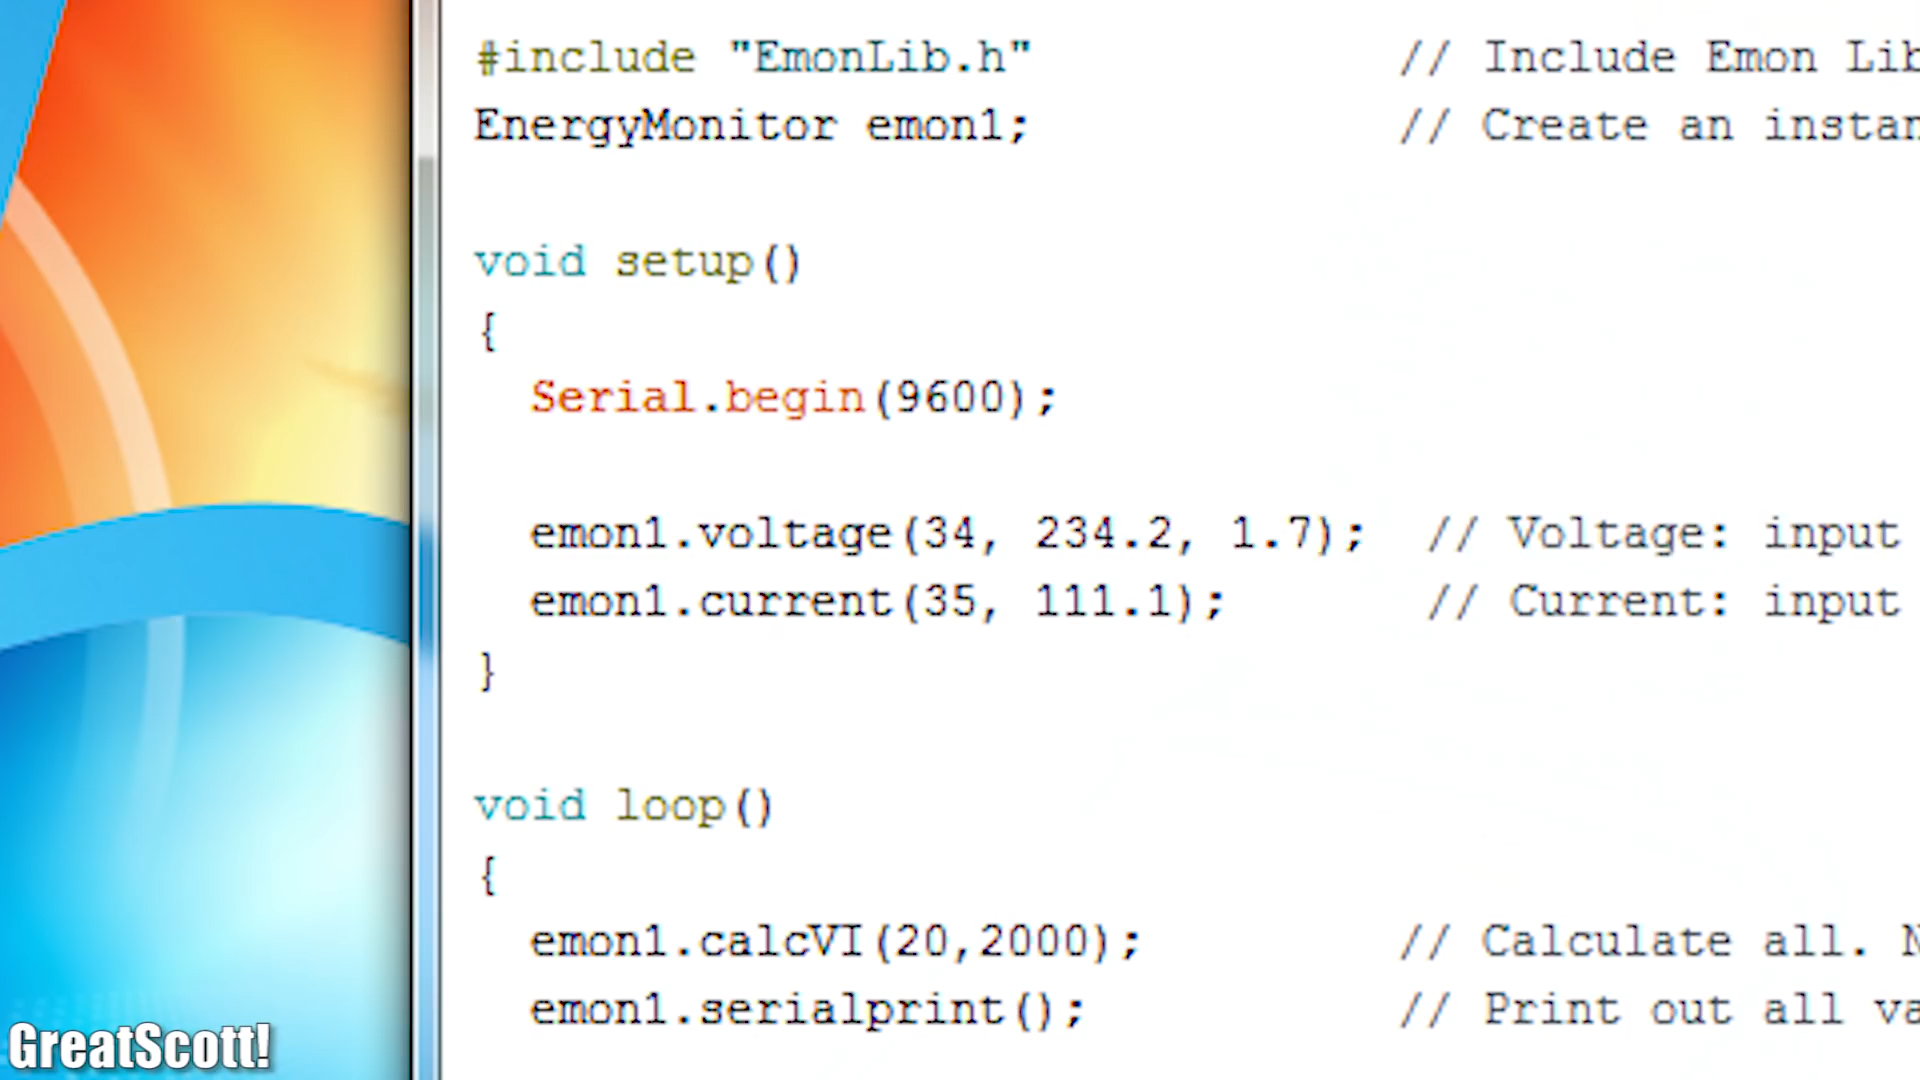 #include "EmonLib.h" // Include Emon Lib
EnergyMonitor emon1; // Create an instan
void setup()
{
Serial.begin(9600);
emon1.voltage(34, 234.2, 1.7); // Voltage: input
emon1.current(35, 111.1); // Current: input
}
void loop()
{
emon1.calcVI(20,2000); // Calculate all. N
emon1.serialprint(); // Print out all va
GreatScott!